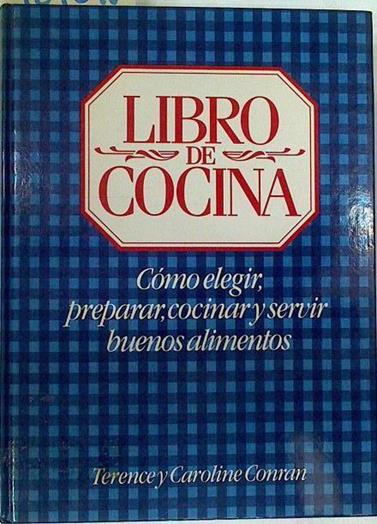 LIBRO
DE
COCINA
Cómo elegir,
preparar, cocinar y servir
buenos alimentos
Terence y Caroline Conran